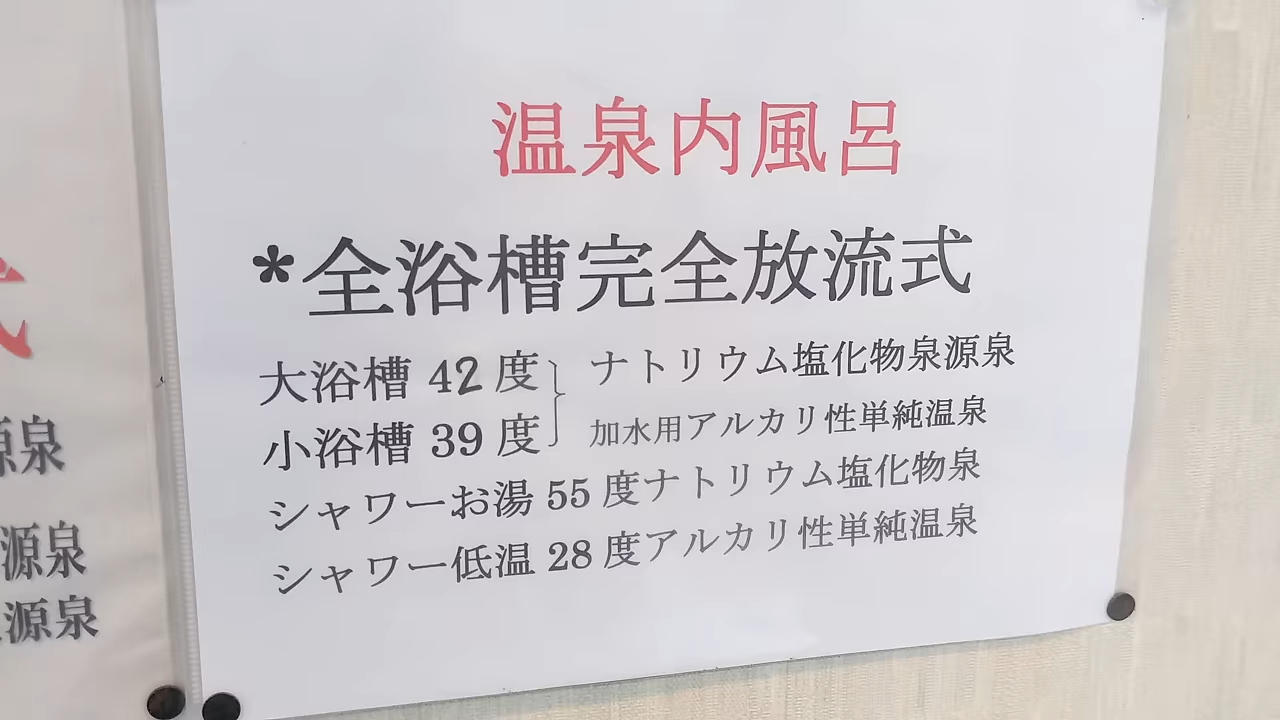 温泉内風呂
*全浴槽完全放流式
大浴槽 42 度 ナトリウム塩化物泉源泉
小浴槽 39 度 加水用アルカリ性単純温泉
シャワーお湯 55 度ナトリウム塩化物泉
シャワー低温 28 度アルカリ性単純温泉
源泉
源泉
源泉